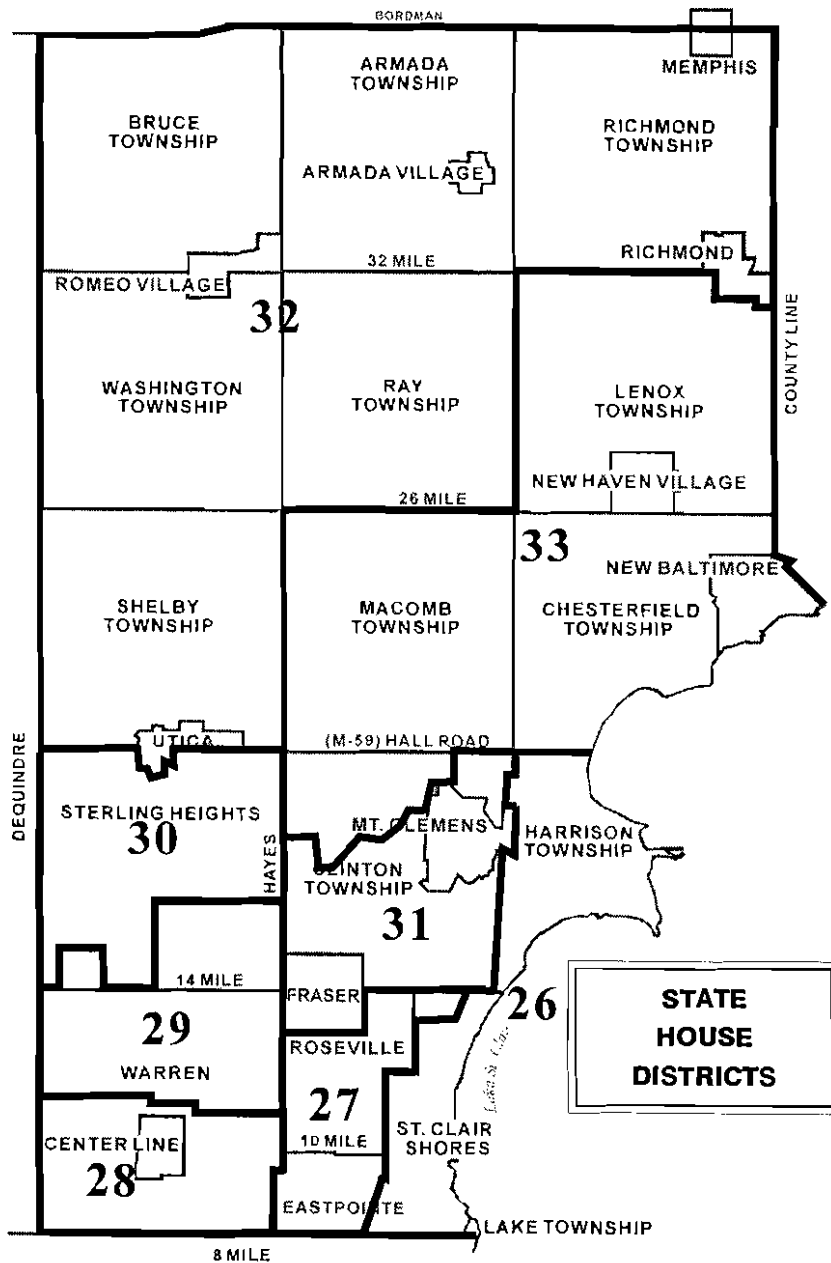 BORDMAN
MEMPHIS
ARMADA
TOWNSHIP
BRUCE
TOWNSHIP
RICHMOND
TOWNSHIP
ARMADA VILLAGE
RICHMOND
32 MILE
ROMEO VILLAGE
32
COUNTY LINE
WASHINGTON
TOWNSHIP
RAY
TOWNSHIP
LENOX
TOWNSHIP
NEW HAVEN VILLAGE
26 MILE
33
NEW BALTIMORE
SHELBY
TOWNSHIP
MACOMB
TOWNSHIP
CHESTERFIELD
TOWNSHIP
UTICA
(M-59) HALL ROAD
DEQUINDRE
STERLING HEIGHTS
30
HAYES
MT. CLEMENS
HARRISON
TOWNSHIP
CLINTON
TOWNSHIP
31
14 MILE
FRASER
26
STATE
HOUSE
DISTRICTS
29
WARREN
ROSEVILLE
Lake St. Clair
27
10 MILE
ST. CLAIR
SHORES
CENTER LINE
28
EASTPOINTE
LAKE TOWNSHIP
8 MILE